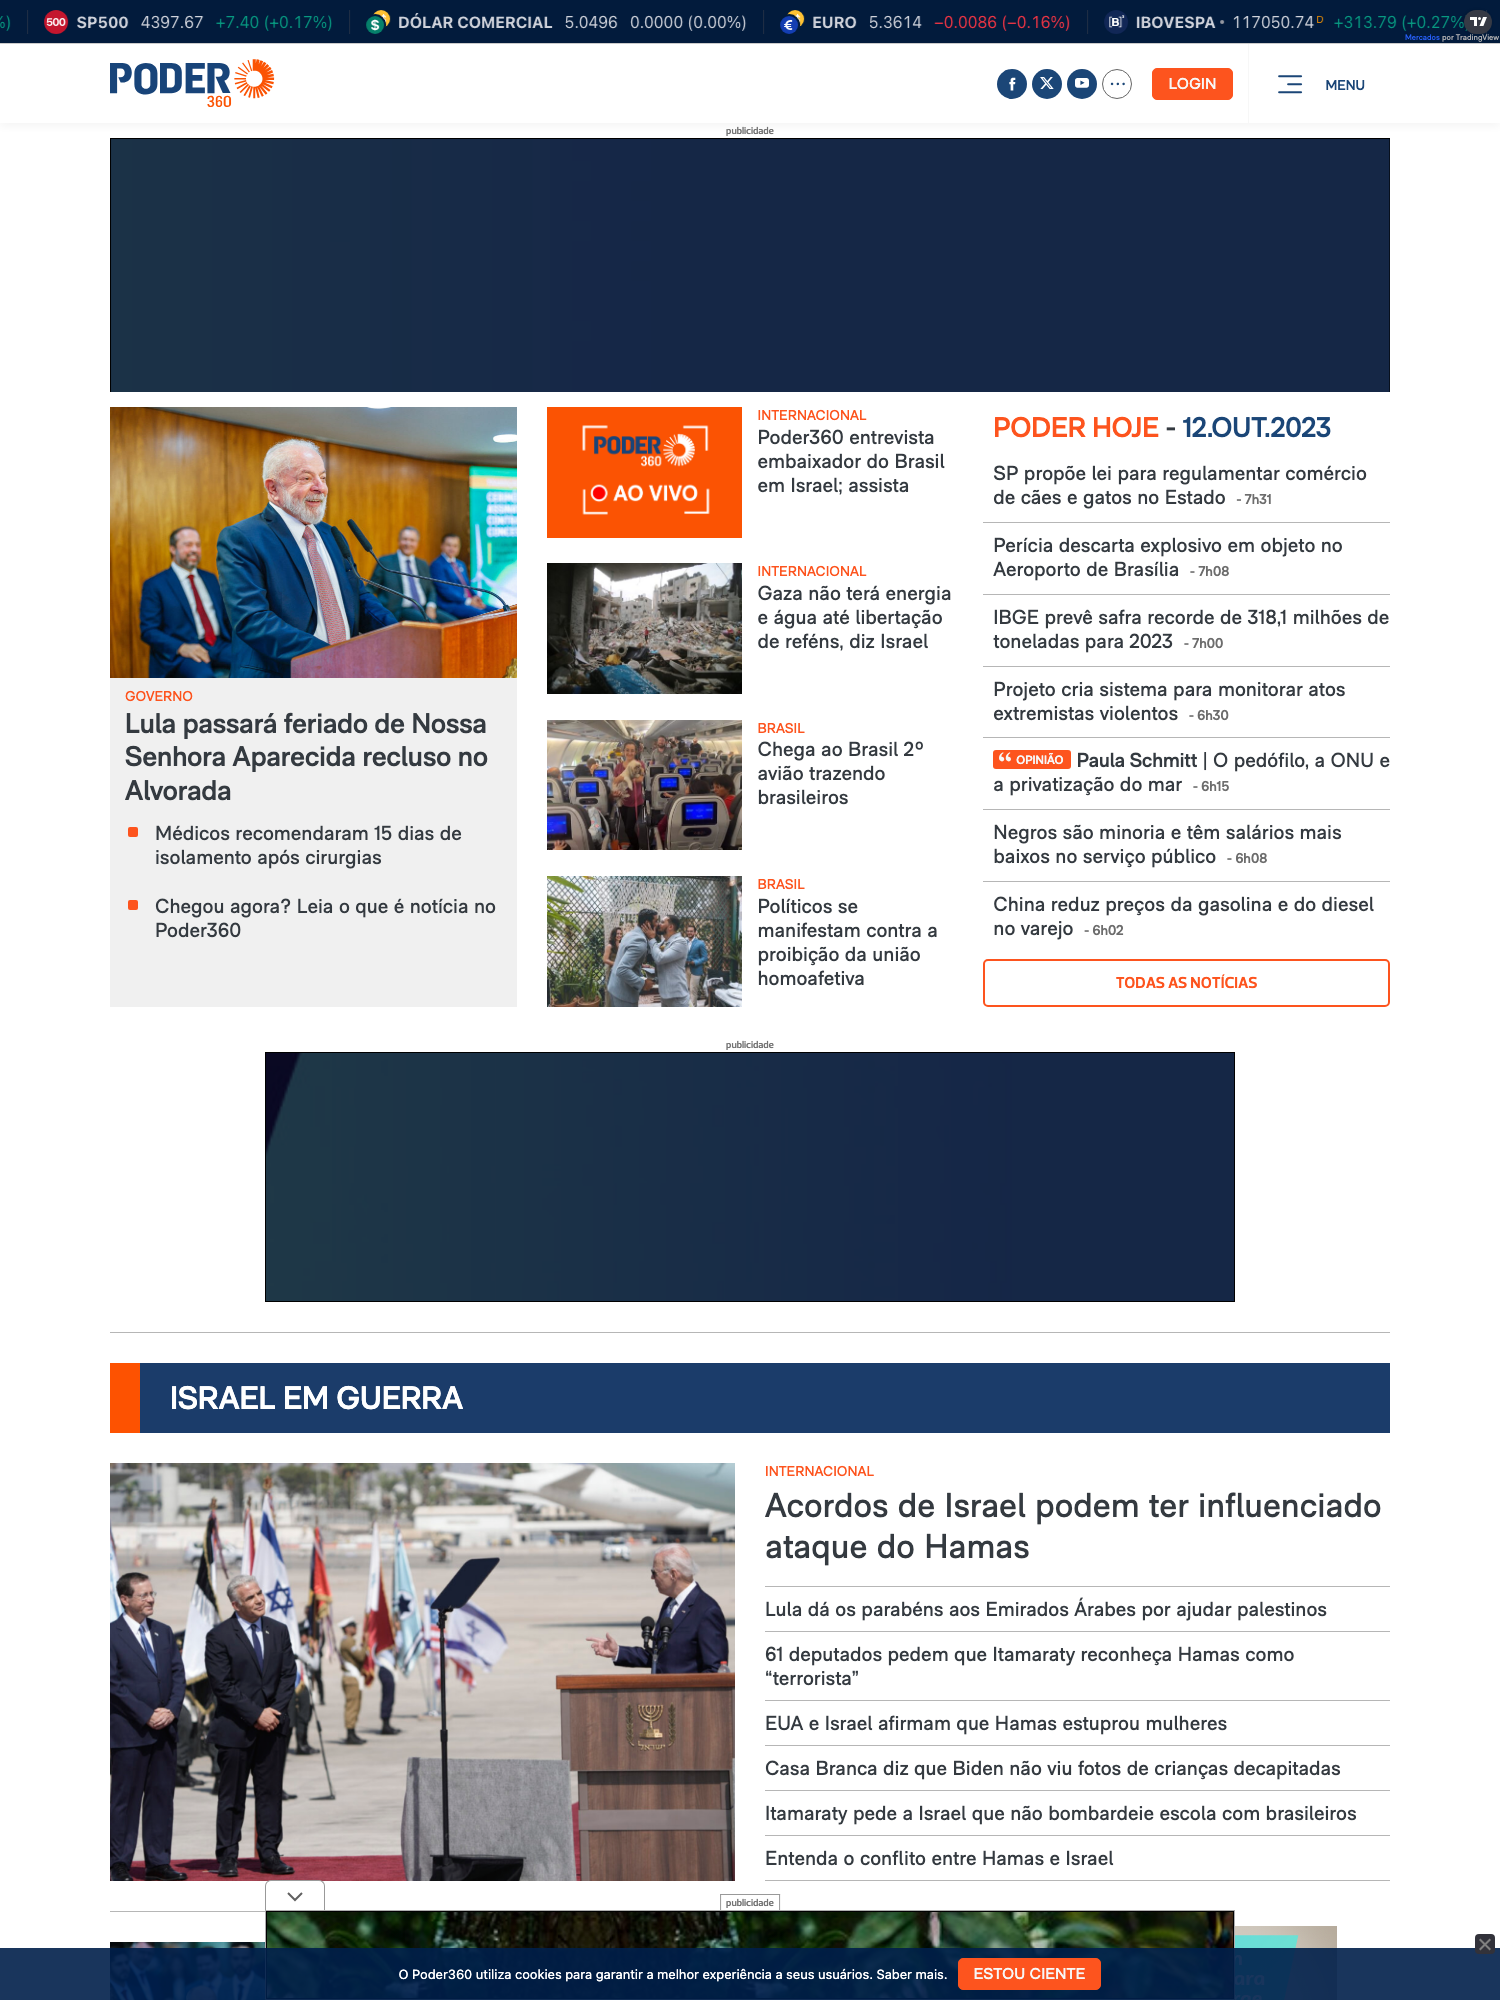 SP500 4397.67 +7.40 (+0.17%) DÓLAR COMERCIAL 5.0496 0.0000 (0.00%) EURO 5.3614 −0.0086 (−0.16%) IBOVESPA 117050.74 D +313.79 (+0.27%
Mercados por TradingView
PODER
360
LOGIN
MENU
publicidade
PODER
360
AO VIVO
GOVERNO
Lula passará feriado de Nossa
Senhora Aparecida recluso no
Alvorada
Médicos recomendaram 15 dias de
isolamento após cirurgias
Chegou agora? Leia o que é notícia no
Poder360
INTERNACIONAL
Poder360 entrevista
embaixador do Brasil
em Israel; assista
INTERNACIONAL
Gaza não terá energia
e água até libertação
de reféns, diz Israel
BRASIL
Chega ao Brasil 2º
avião trazendo
brasileiros
BRASIL
Políticos se
manifestam contra a
proibição da união
homoafetiva
PODER HOJE - 12.OUT.2023
SP propõe lei para regulamentar comércio
de cães e gatos no Estado - 7h31
Perícia descarta explosivo em objeto no
Aeroporto de Brasília - 7h08
IBGE prevê safra recorde de 318,1 milhões de
toneladas para 2023 - 7h00
Projeto cria sistema para monitorar atos
extremistas violentos - 6h30
“ OPINIÃO Paula Schmitt | O pedófilo, a ONU e
a privatização do mar - 6h15
Negros são minoria e têm salários mais
baixos no serviço público - 6h08
China reduz preços da gasolina e do diesel
no varejo - 6h02
TODAS AS NOTÍCIAS
publicidade
ISRAEL EM GUERRA
INTERNACIONAL
Acordos de Israel podem ter influenciado
ataque do Hamas
Lula dá os parabéns aos Emirados Árabes por ajudar palestinos
61 deputados pedem que Itamaraty reconheça Hamas como
“terrorista”
EUA e Israel afirmam que Hamas estuprou mulheres
Casa Branca diz que Biden não viu fotos de crianças decapitadas
Itamaraty pede a Israel que não bombardeie escola com brasileiros
Entenda o conflito entre Hamas e Israel
publicidade
O Poder360 utiliza cookies para garantir a melhor experiência a seus usuários. Saber mais.
ESTOU CIENTE